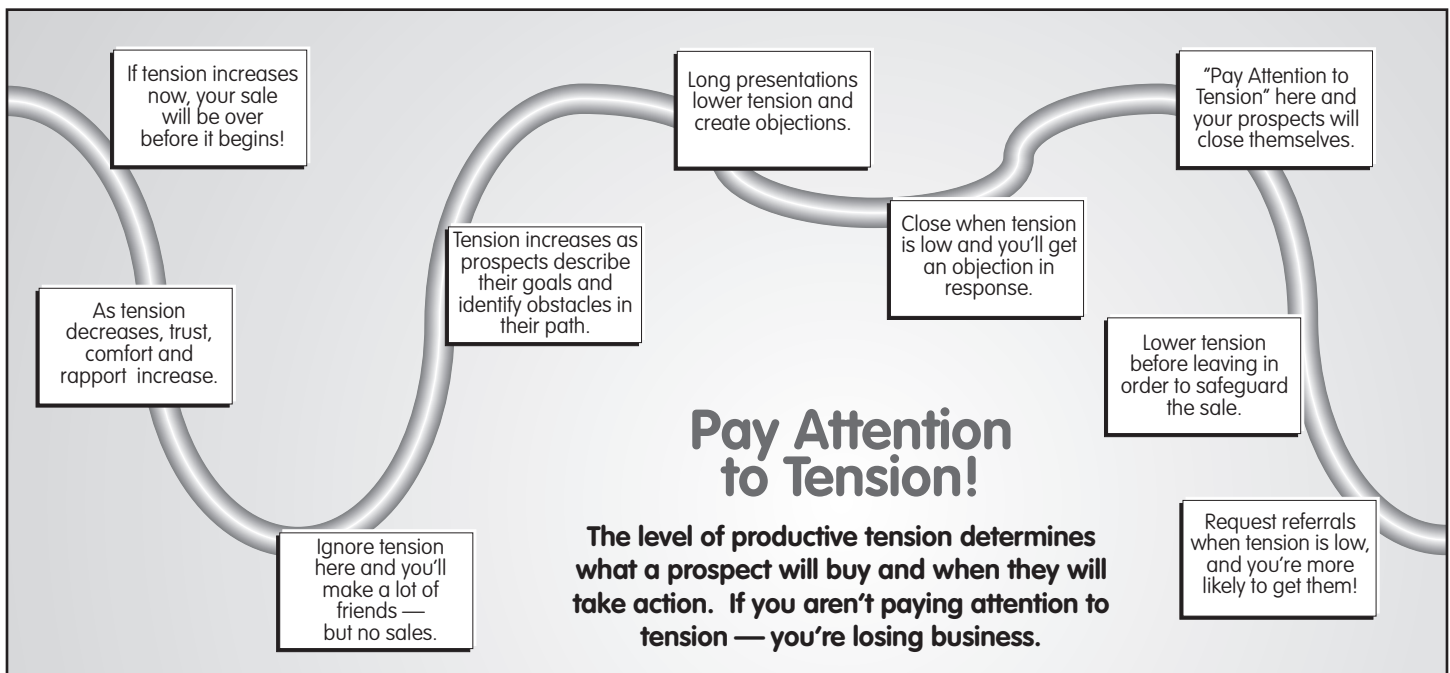 If tension increases
now, your sale
will be over
before it begins!
As tension
decreases, trust,
comfort and
rapport increase.
Ignore tension
here and you'll
make a lot of
friends —
but no sales.
Tension increases as
prospects describe
their goals and
identify obstacles in
their path.
Long presentations
lower tension and
create objections.
Close when tension
is low and you'll get
an objection in
response.
"Pay Attention to
Tension" here and
your prospects will
close themselves.
Lower tension
before leaving in
order to safeguard
the sale.
Request referrals
when tension is low,
and you're more
likely to get them!
Pay Attention
to Tension!
The level of productive tension determines
what a prospect will buy and when they will
take action. If you aren't paying attention to
tension — you're losing business.